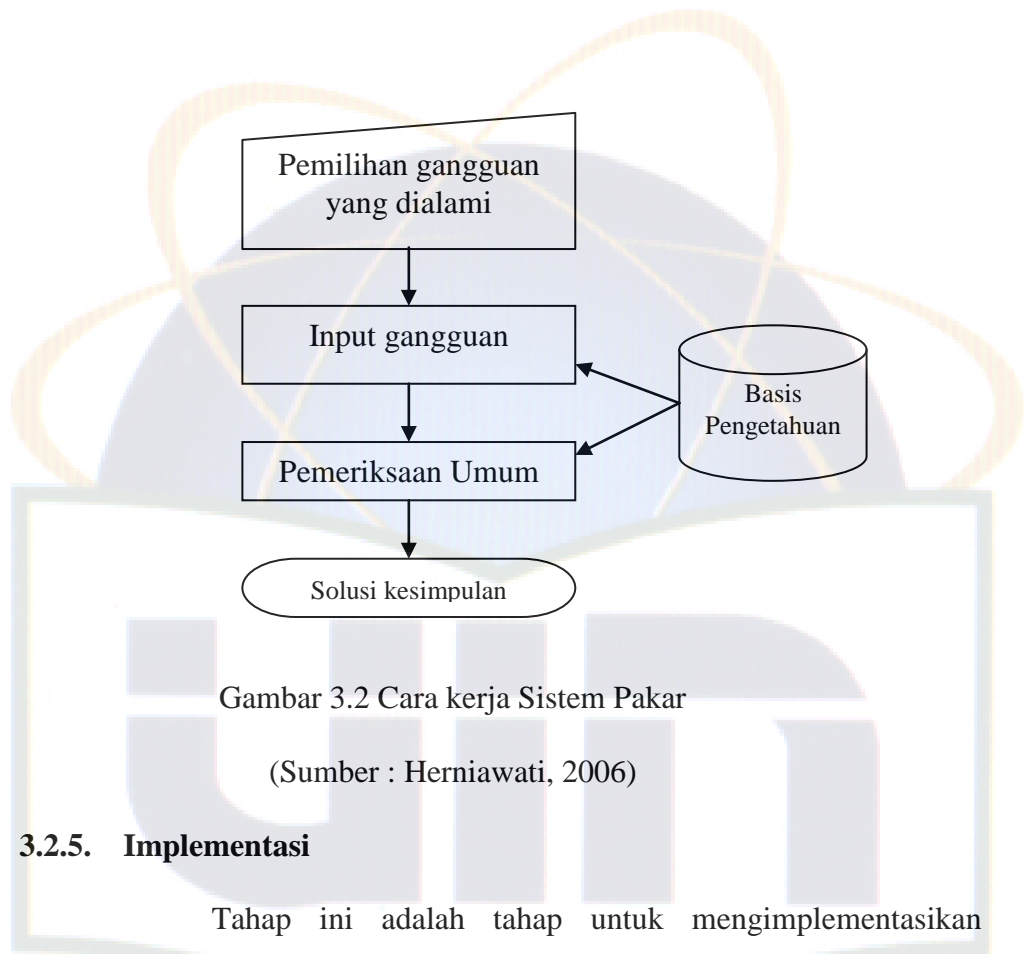 Pemilihan gangguan
yang dialami
Input gangguan
Basis
Pengetahuan
Pemeriksaan Umum
Solusi kesimpulan
Gambar 3.2 Cara kerja Sistem Pakar
(Sumber : Herniawati, 2006)
3.2.5. Implementasi
Tahap ini adalah tahap untuk mengimplementasikan
uin